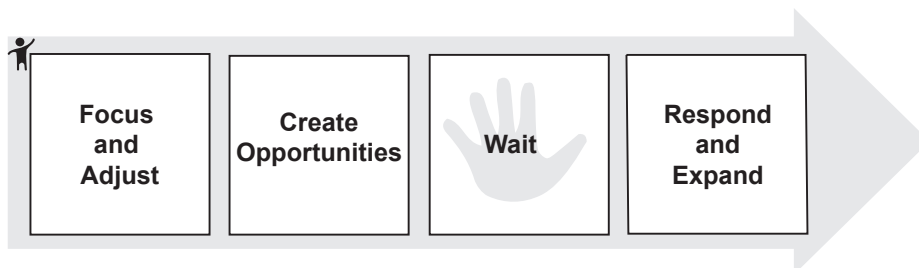 Focus
and
Adjust
Create
Opportunities
Wait
Respond
and
Expand